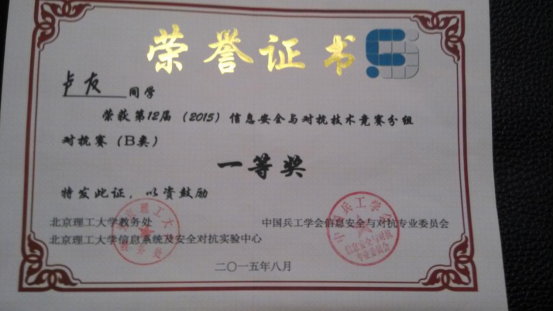 荣誉证书
卢友 同学
荣获第12届（2015）信息安全与对抗技术竞赛分组
对抗赛（B类）
一等奖
特发此证，以资鼓励
北京理工大学教务处
中国兵工学会信息安全与对抗专业委员会
北京理工大学信息系统及安全对抗实验中心
二〇一五年八月